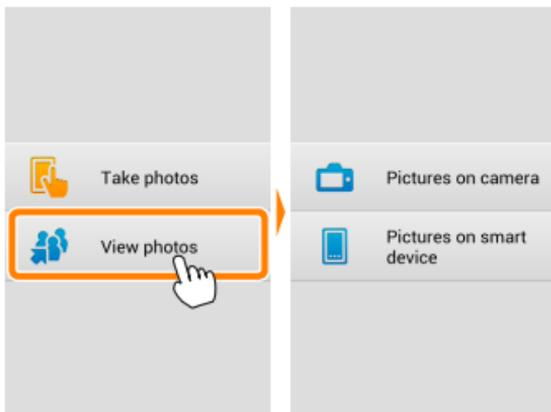 Take photos
View photos
Pictures on camera
Pictures on smart
device